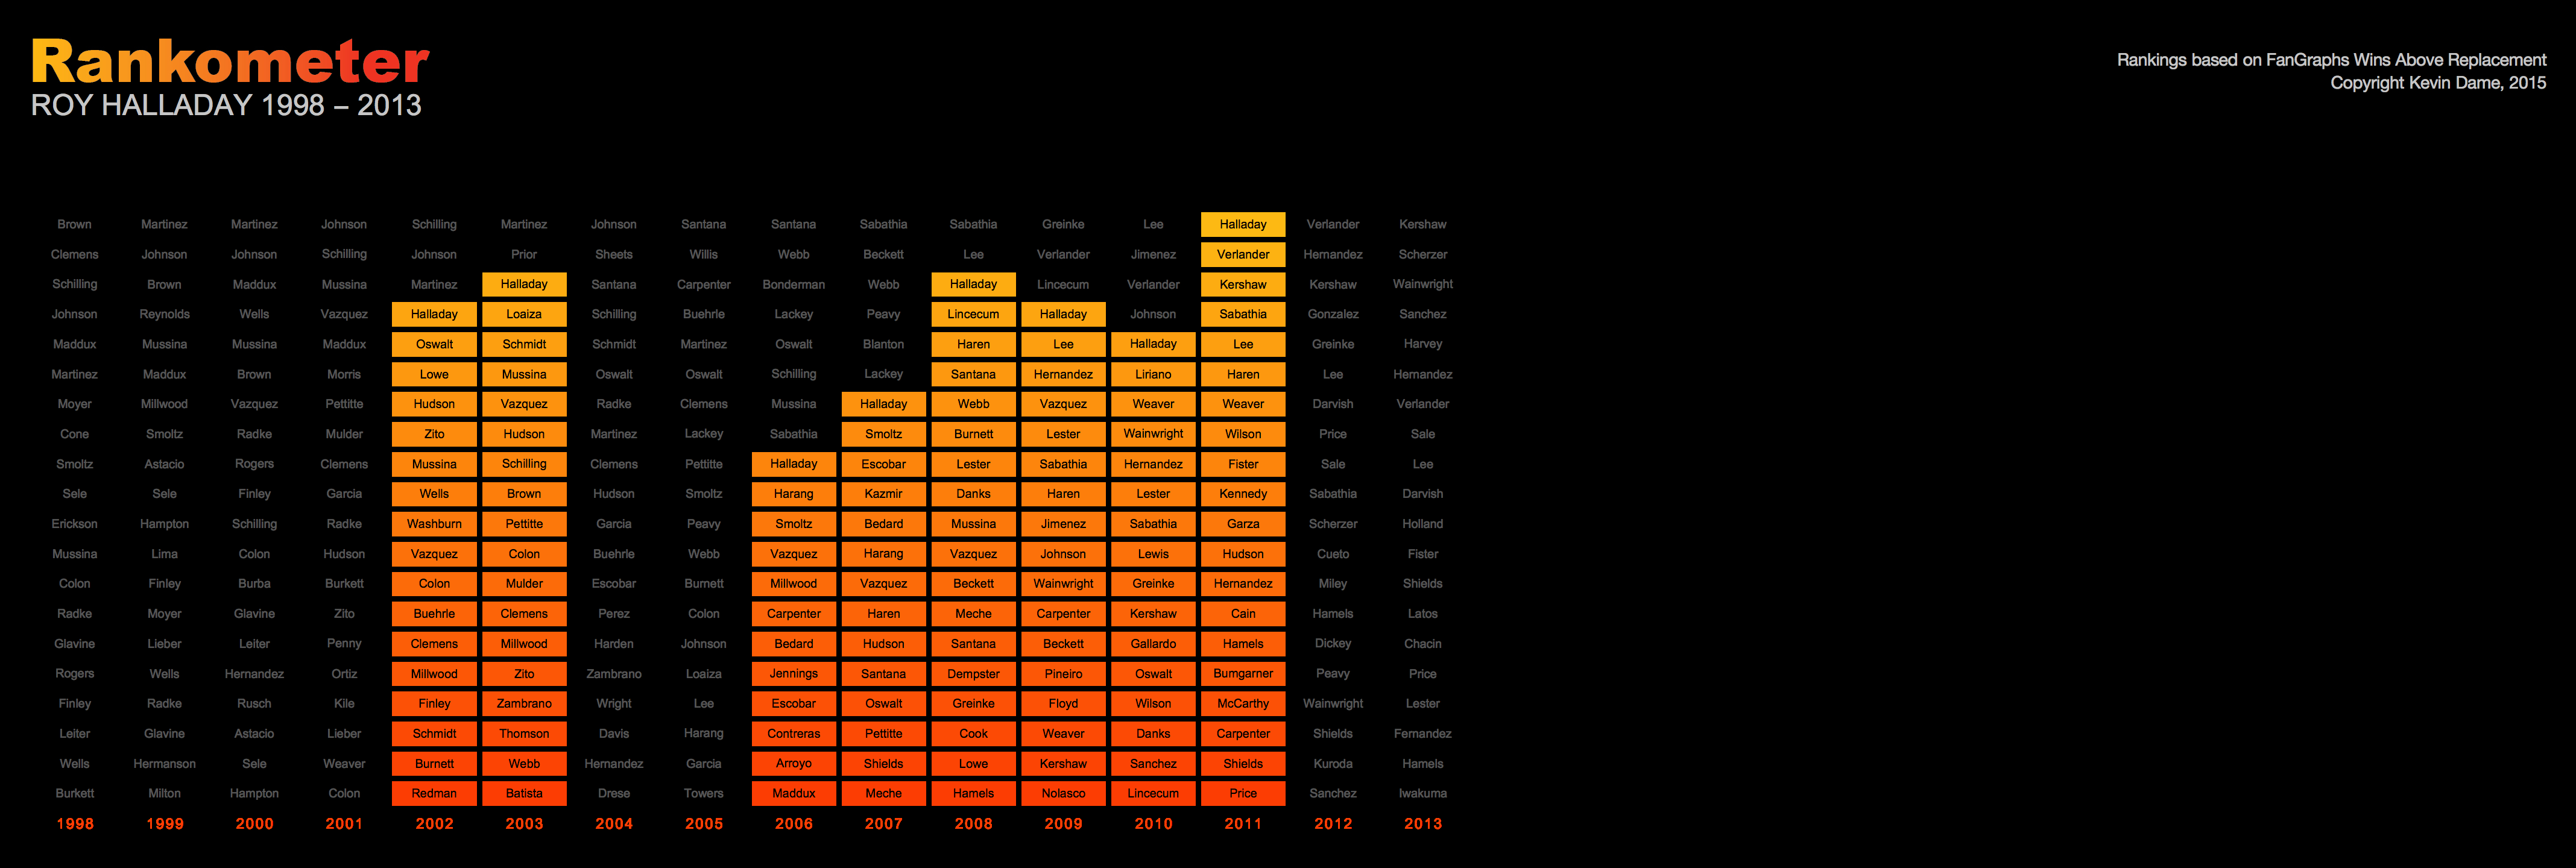 Rankometer
ROY HALLADAY 1998 – 2013
Rankings based on FanGraphs Wins Above Replacement
Copyright Kevin Dame, 2015
Brown Martinez Martinez Johnson Schilling Martinez Johnson Santana Santana Sabathia Sabathia Greinke Lee Halladay Verlander Kershaw
Clemens Johnson Johnson Schilling Johnson Prior Sheets Willis Webb Beckett Lee Verlander Jimenez Verlander Hernandez Scherzer
Schilling Brown Maddux Mussina Martinez Halladay Santana Carpenter Bonderman Webb Halladay Lincecum Verlander Kershaw Kershaw Wainwright
Johnson Reynolds Wells Vazquez Halladay Loaiza Schilling Buehrle Lackey Peavy Lincecum Halladay Johnson Sabathia Gonzalez Sanchez
Maddux Mussina Mussina Maddux Oswalt Schmidt Schmidt Martinez Oswalt Blanton Haren Lee Halladay Lee Greinke Harvey
Martinez Maddux Brown Morris Lowe Mussina Oswalt Oswalt Schilling Lackey Santana Hernandez Liriano Haren Lee Hernandez
Moyer Millwood Vazquez Pettitte Hudson Vazquez Radke Clemens Mussina Halladay Webb Vazquez Weaver Weaver Darvish Verlander
Cone Smoltz Radke Mulder Zito Hudson Martinez Lackey Sabathia Smoltz Burnett Lester Wainwright Wilson Price Sale
Smoltz Astacio Rogers Clemens Mussina Schilling Clemens Pettitte Halladay Escobar Lester Sabathia Hernandez Fister Sale Lee
Sele Sele Finley Garcia Wells Brown Hudson Smoltz Harang Kazmir Danks Haren Lester Kennedy Sabathia Darvish
Erickson Hampton Schilling Radke Washburn Pettitte Garcia Peavy Smoltz Bedard Mussina Jimenez Sabathia Garza Scherzer Holland
Mussina Lima Colon Hudson Vazquez Colon Buehrle Webb Vazquez Harang Vazquez Johnson Lewis Hudson Cueto Fister
Colon Finley Burba Burkett Colon Mulder Escobar Burnett Millwood Vazquez Beckett Wainwright Greinke Hernandez Miley Shields
Radke Moyer Glavine Zito Buehrle Clemens Perez Colon Carpenter Haren Meche Carpenter Kershaw Cain Hamels Latos
Glavine Lieber Leiter Penny Clemens Millwood Harden Johnson Bedard Hudson Santana Beckett Gallardo Hamels Dickey Chacin
Rogers Wells Hernandez Ortiz Millwood Zito Zambrano Loaiza Jennings Santana Dempster Pineiro Oswalt Bumgarner Peavy Price
Finley Radke Rusch Kile Finley Zambrano Wright Lee Escobar Oswalt Greinke Floyd Wilson McCarthy Wainwright Lester
Leiter Glavine Astacio Lieber Schmidt Thomson Davis Harang Contreras Pettitte Cook Weaver Danks Carpenter Shields Fernandez
Wells Hermanson Sele Weaver Burnett Webb Hernandez Garcia Arroyo Shields Lowe Kershaw Sanchez Shields Kuroda Hamels
Burkett Milton Hampton Colon Redman Batista Drese Towers Maddux Meche Hamels Nolasco Lincecum Price Sanchez Iwakuma
1998 1999 2000 2001 2002 2003 2004 2005 2006 2007 2008 2009 2010 2011 2012 2013